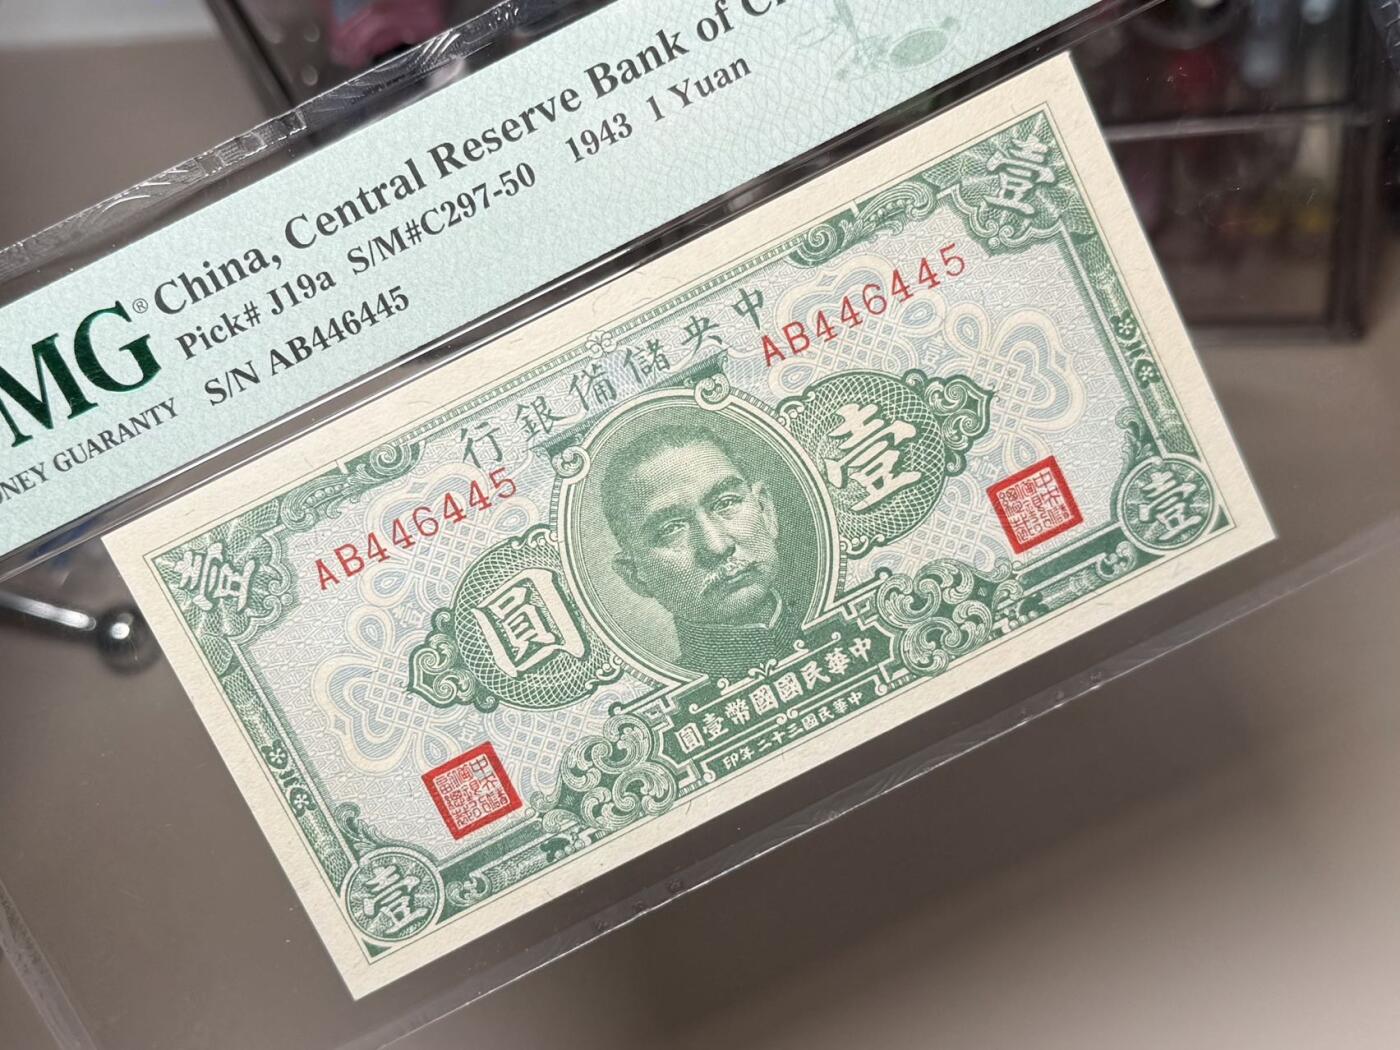 China, Central Reserve Bank of
Pick# J19a S/M#C297-50 1943 1 Yuan
S/N AB446445
MG®
NEY GUARANTY
壹
壹
行銀備儲央中
AB446445
AB446445
圓
壹
圓壹幣國國民華中
印年二十三國民華中
壹
壹